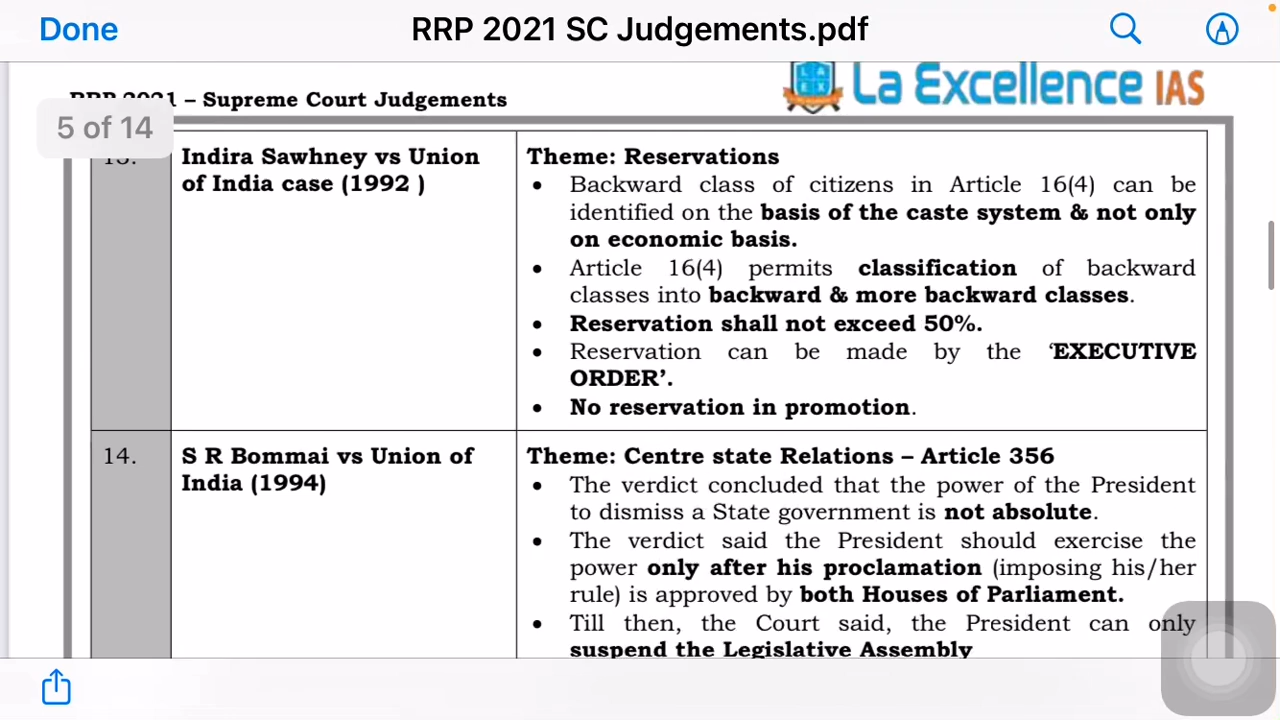 Done
RRP 2021 SC Judgements.pdf
La Excellence IAS
RRP 2021 – Supreme Court Judgements
5 of 14
13.
Indira Sawhney vs Union
of India case (1992 )
Theme: Reservations
• Backward class of citizens in Article 16(4) can be
identified on the basis of the caste system & not only
on economic basis.
• Article 16(4) permits classification of backward
classes into backward & more backward classes.
• Reservation shall not exceed 50%.
• Reservation can be made by the ‘EXECUTIVE
ORDER’.
• No reservation in promotion.
14.
S R Bommai vs Union of
India (1994)
Theme: Centre state Relations – Article 356
• The verdict concluded that the power of the President
to dismiss a State government is not absolute.
• The verdict said the President should exercise the
power only after his proclamation (imposing his/her
rule) is approved by both Houses of Parliament.
• Till then, the Court said, the President can only
suspend the Legislative Assembly